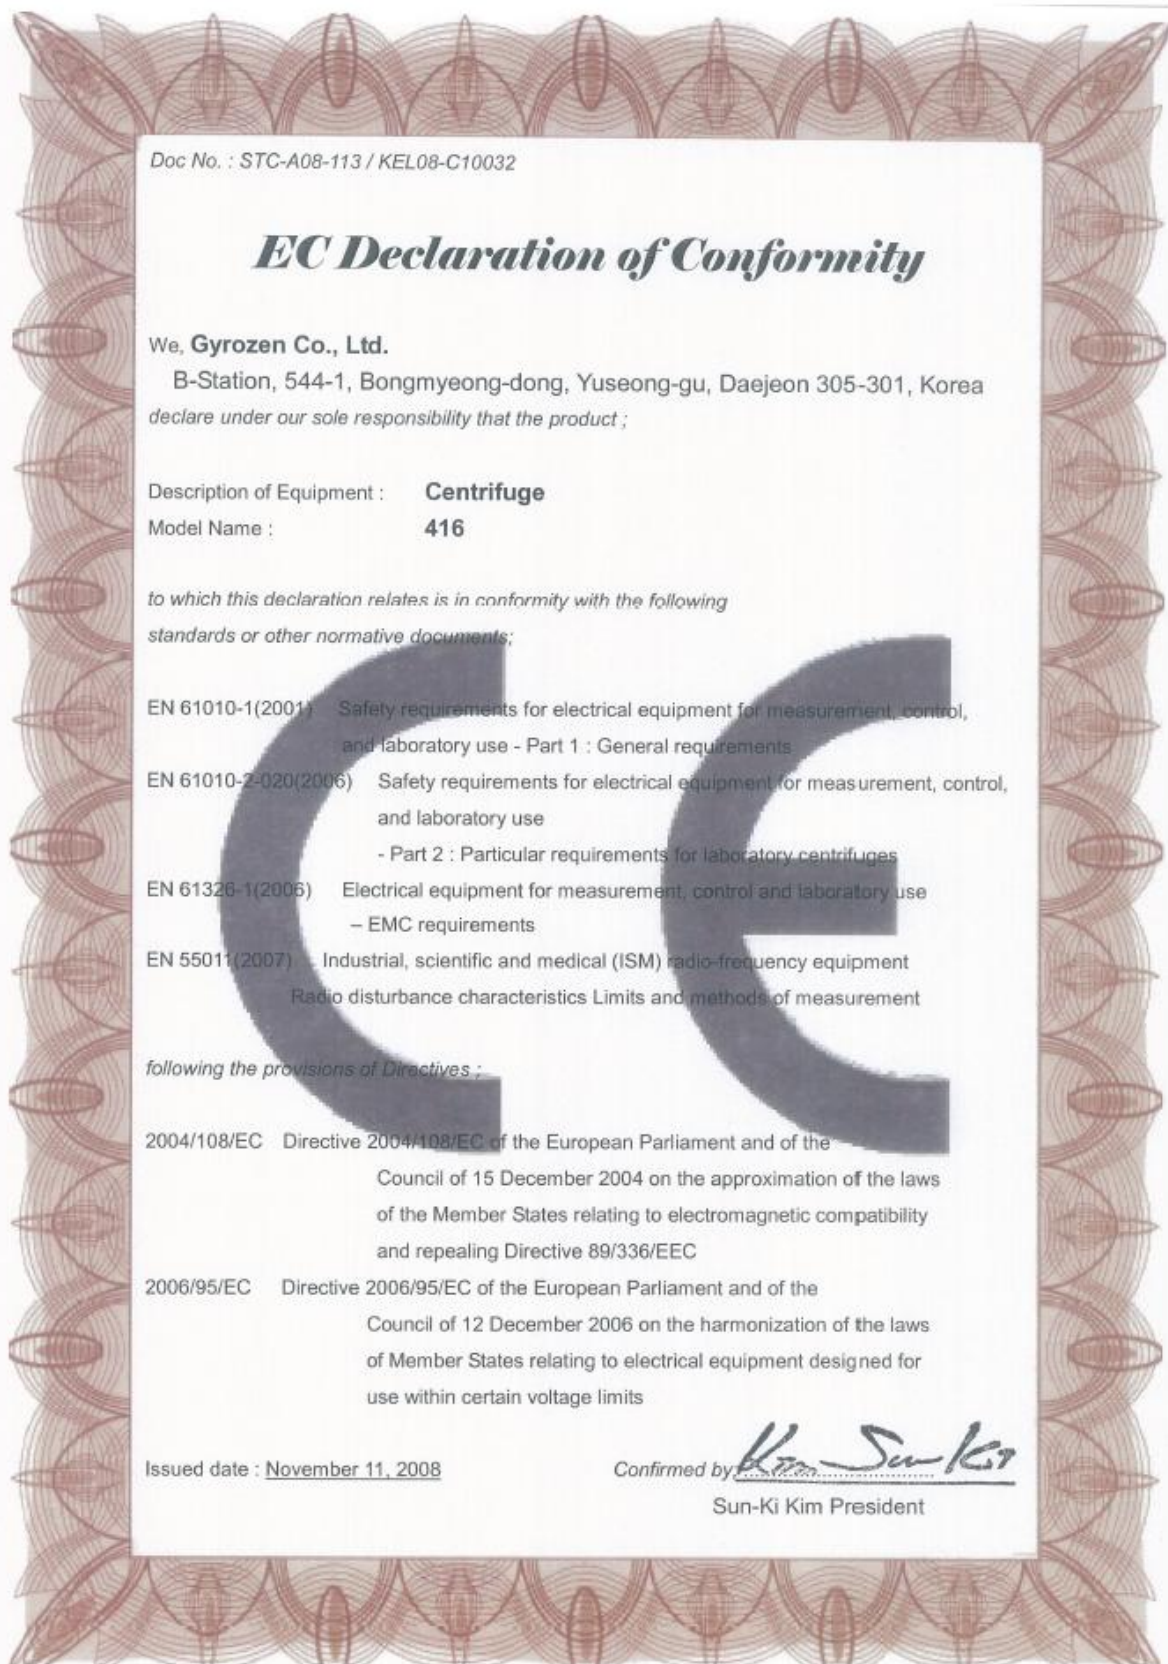 Doc No. : STC-A08-113 / KEL08-C10032
EC Declaration of Conformity
We, Gyrozen Co., Ltd.
B-Station, 544-1, Bongmyeong-dong, Yuseong-gu, Daejeon 305-301, Korea
declare under our sole responsibility that the product ;
Description of Equipment : Centrifuge
Model Name : 416
to which this declaration relates is in conformity with the following
standards or other normative documents;
EN 61010-1(2001) Safety requirements for electrical equipment for measurement, control,
and laboratory use - Part 1 : General requirements
EN 61010-2-020(2006) Safety requirements for electrical equipment for measurement, control,
and laboratory use
- Part 2 : Particular requirements for laboratory centrifuges
EN 61326-1(2006) Electrical equipment for measurement, control and laboratory use
– EMC requirements
EN 55011(2007) Industrial, scientific and medical (ISM) radio-frequency equipment
Radio disturbance characteristics Limits and methods of measurement
following the provisions of Directives ;
2004/108/EC Directive 2004/108/EC of the European Parliament and of the
Council of 15 December 2004 on the approximation of the laws
of the Member States relating to electromagnetic compatibility
and repealing Directive 89/336/EEC
2006/95/EC Directive 2006/95/EC of the European Parliament and of the
Council of 12 December 2006 on the harmonization of the laws
of Member States relating to electrical equipment designed for
use within certain voltage limits
Issued date : November 11, 2008 Confirmed by Kim Sun Ki
Sun-Ki Kim President
CE